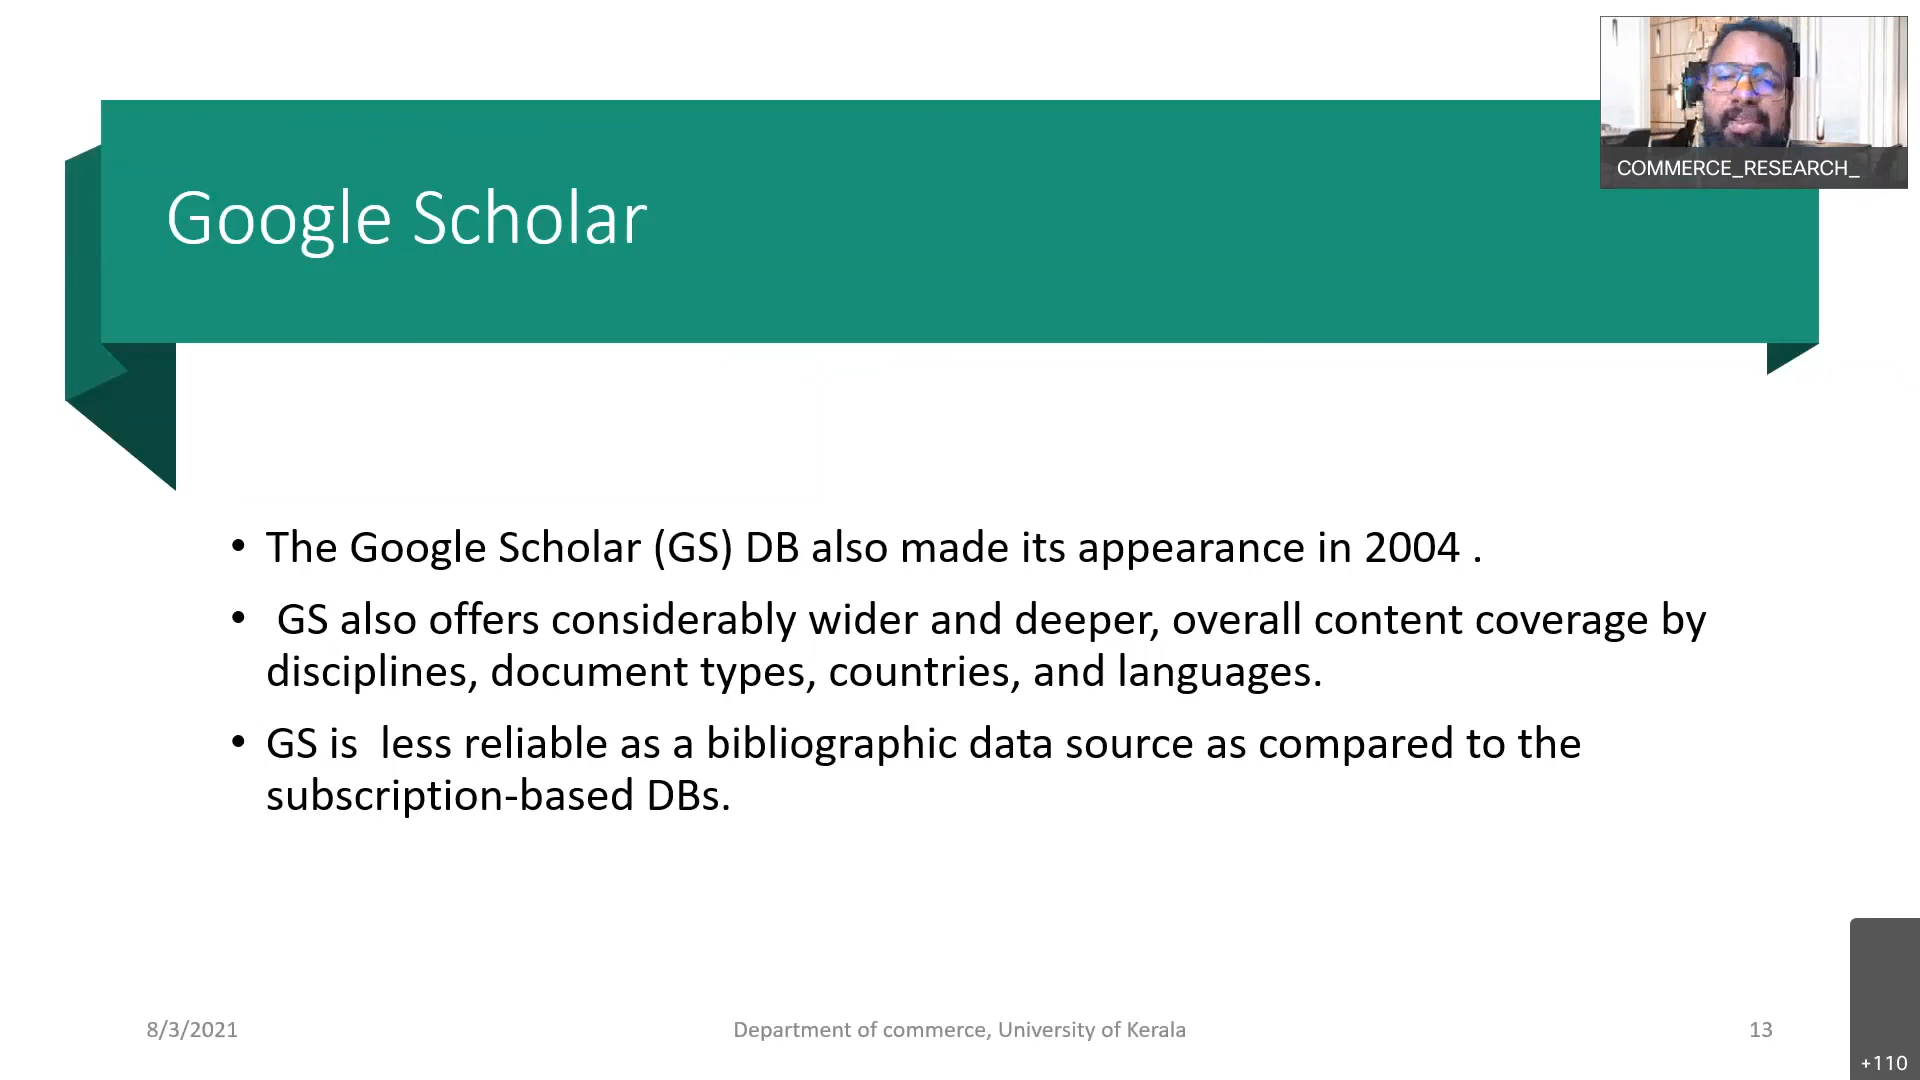 COMMERCE_RESEARCH_
Google Scholar
• The Google Scholar (GS) DB also made its appearance in 2004 .
• GS also offers considerably wider and deeper, overall content coverage by
disciplines, document types, countries, and languages.
• GS is  less reliable as a bibliographic data source as compared to the
subscription-based DBs.
8/3/2021
Department of commerce, University of Kerala
13
+110